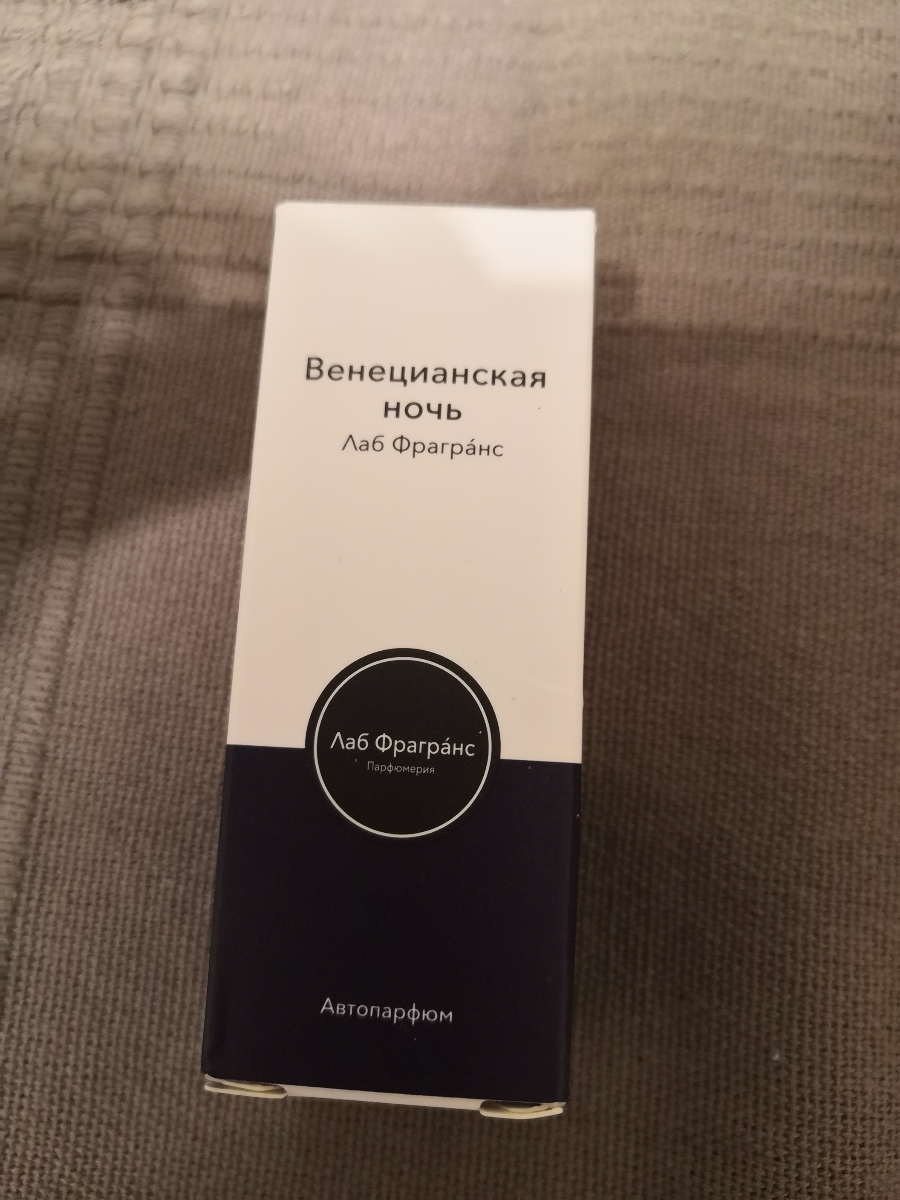 Венецианская
ночь
Лаб Фрагра́нс
Лаб Фрагра́нс
Парфюмерия
Автопарфюм